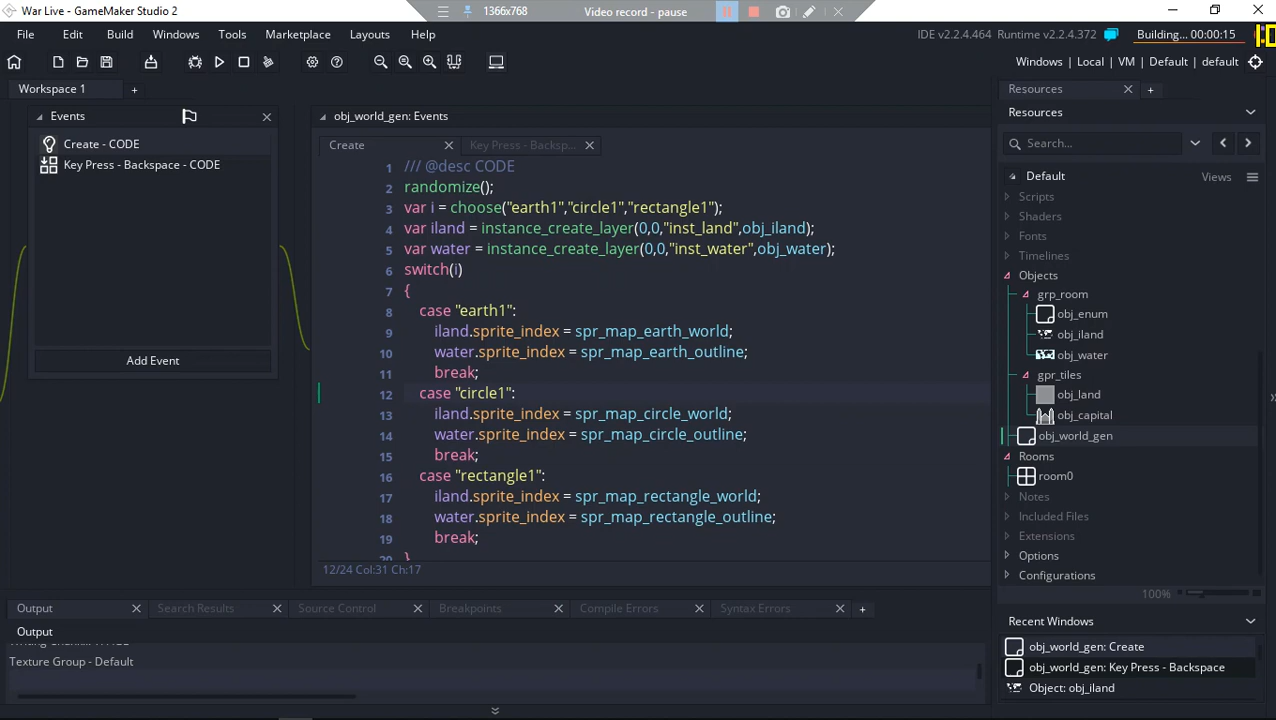 War Live - GameMaker Studio 2
1366x768
Video record - pause
File Edit Build Windows Tools Marketplace Layouts Help
IDE v2.2.4.464 Runtime v2.2.4.372
Building... 00:00:15
Windows | Local | VM | Default | default
Workspace 1
Events
Create - CODE
Key Press - Backspace - CODE
Add Event
obj_world_gen: Events
Create
Key Press - Backsp...
1 /// @desc CODE
2 randomize();
3 var i = choose("earth1","circle1","rectangle1");
4 var iland = instance_create_layer(0,0,"inst_land",obj_iland);
5 var water = instance_create_layer(0,0,"inst_water",obj_water);
6 switch(i)
7 {
8 case "earth1":
9 iland.sprite_index = spr_map_earth_world;
10 water.sprite_index = spr_map_earth_outline;
11 break;
12 case "circle1":
13 iland.sprite_index = spr_map_circle_world;
14 water.sprite_index = spr_map_circle_outline;
15 break;
16 case "rectangle1":
17 iland.sprite_index = spr_map_rectangle_world;
18 water.sprite_index = spr_map_rectangle_outline;
19 break;
20 }
12/24 Col:31 Ch:17
Resources
Resources
Search...
Default
Views
Scripts
Shaders
Fonts
Timelines
Objects
grp_room
obj_enum
obj_iland
obj_water
gpr_tiles
obj_land
obj_capital
obj_world_gen
Rooms
room0
Notes
Included Files
Extensions
Options
Configurations
100%
Recent Windows
obj_world_gen: Create
obj_world_gen: Key Press - Backspace
Object: obj_iland
Output
Search Results
Source Control
Breakpoints
Compile Errors
Syntax Errors
Output
Texture Group - Default